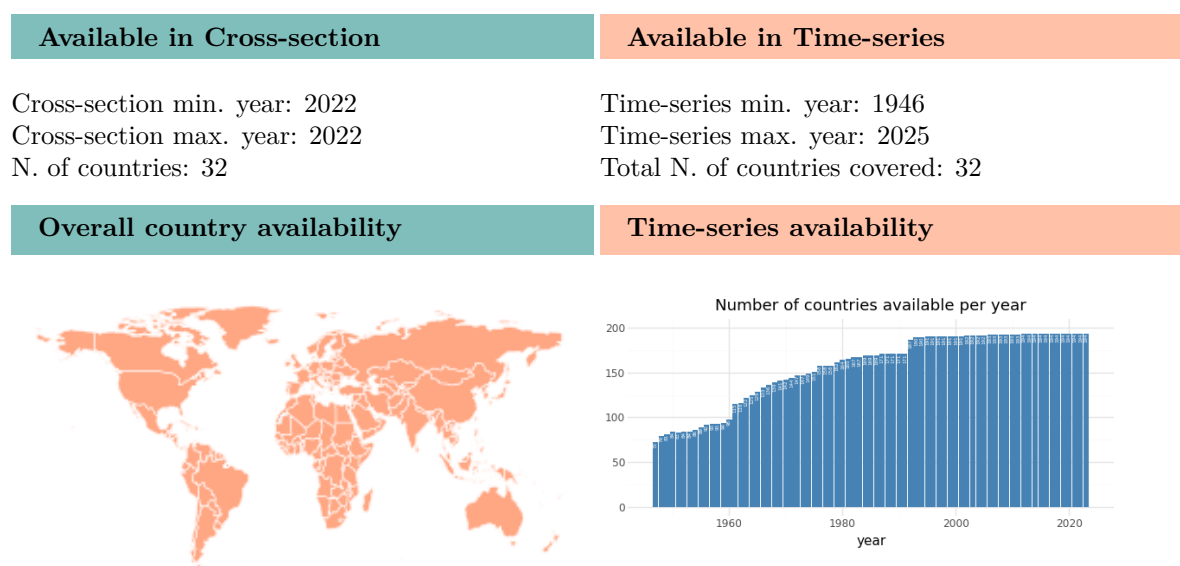 Available in Cross-section
Available in Time-series
Cross-section min. year: 2022
Cross-section max. year: 2022
N. of countries: 32
Time-series min. year: 1946
Time-series max. year: 2025
Total N. of countries covered: 32
Overall country availability
Time-series availability
Number of countries available per year
200
150
100
50
0
1960
1980
2000
2020
year